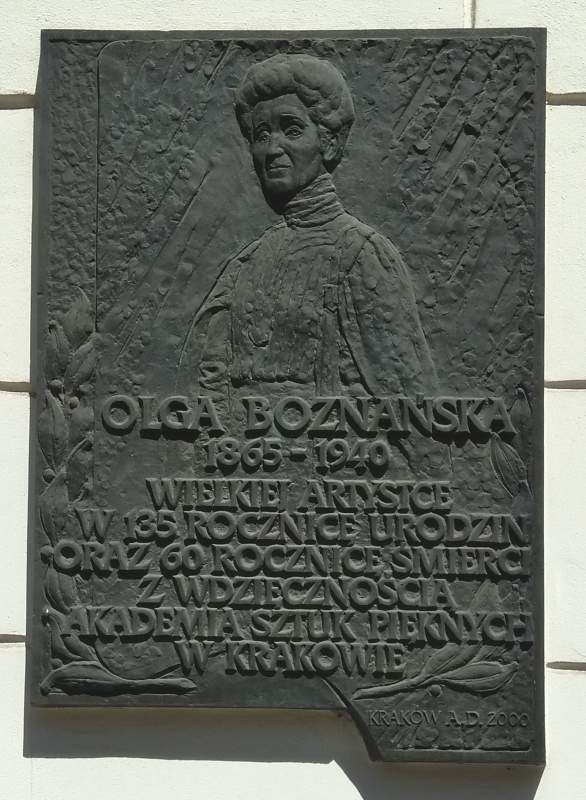 OLGA BOZNAŃSKA
1865 - 1940
WIELKIEJ ARTYSTCE
W 135 ROCZNICĘ URODZIN
ORAZ 60 ROCZNICĘ ŚMIERCI
Z WDZIĘCZNOŚCIĄ
AKADEMIA SZTUK PIĘKNYCH
W KRAKOWIE
KRAKÓW A.D. 2000